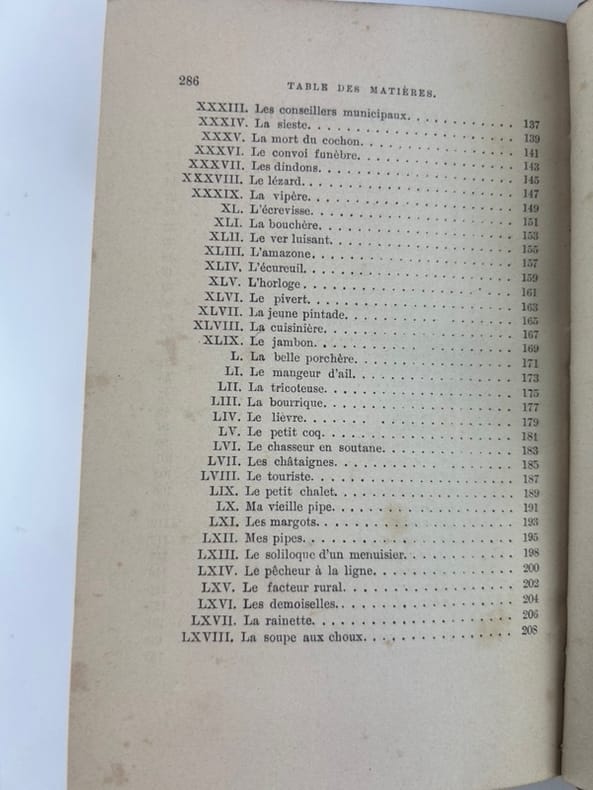 286 TABLE DES MATIÈRES.
XXXIII. Les conseillers municipaux. . . . . . . . . . 137
XXXIV. La sieste. . . . . . . . . . . . . . . . . . 139
XXXV. La mort du cochon. . . . . . . . . . . . . . 141
XXXVI. Le convoi funèbre. . . . . . . . . . . . . . 143
XXXVII. Les dindons. . . . . . . . . . . . . . . . . 145
XXXVIII. Le lézard. . . . . . . . . . . . . . . . . . 147
XXXIX. La vipère. . . . . . . . . . . . . . . . . . 149
XL. L'écrevisse. . . . . . . . . . . . . . . . . 151
XLI. La bouchère. . . . . . . . . . . . . . . . . 153
XLII. Le ver luisant. . . . . . . . . . . . . . . . 155
XLIII. L'amazone. . . . . . . . . . . . . . . . . . 157
XLIV. L'écureuil. . . . . . . . . . . . . . . . . . 159
XLV. L'horloge . . . . . . . . . . . . . . . . . . 161
XLVI. Le pivert. . . . . . . . . . . . . . . . . . 163
XLVII. La jeune pintade. . . . . . . . . . . . . . . 165
XLVIII. La cuisinière. . . . . . . . . . . . . . . . 167
XLIX. Le jambon. . . . . . . . . . . . . . . . . . 169
L. La belle porchère. . . . . . . . . . . . . . 171
LI. Le mangeur d'ail. . . . . . . . . . . . . . . 173
LII. La tricoteuse. . . . . . . . . . . . . . . . 175
LIII. La bourrique. . . . . . . . . . . . . . . . . 177
LIV. Le lièvre. . . . . . . . . . . . . . . . . . 179
LV. Le petit coq. . . . . . . . . . . . . . . . . 181
LVI. Le chasseur en soutane. . . . . . . . . . . . 183
LVII. Les châtaignes. . . . . . . . . . . . . . . . 185
LVIII. Le touriste. . . . . . . . . . . . . . . . . 187
LIX. Le petit chalet. . . . . . . . . . . . . . . 189
LX. Ma vieille pipe. . . . . . . . . . . . . . . 191
LXI. Les margots. . . . . . . . . . . . . . . . . 193
LXII. Mes pipes. . . . . . . . . . . . . . . . . . 195
LXIII. Le soliloque d'un menuisier. . . . . . . . . . 198
LXIV. Le pêcheur à la ligne. . . . . . . . . . . . . 200
LXV. Le facteur rural. . . . . . . . . . . . . . . 202
LXVI. Les demoiselles. . . . . . . . . . . . . . . 204
LXVII. La rainette. . . . . . . . . . . . . . . . . 206
LXVIII. La soupe aux choux. . . . . . . . . . . . . . 208